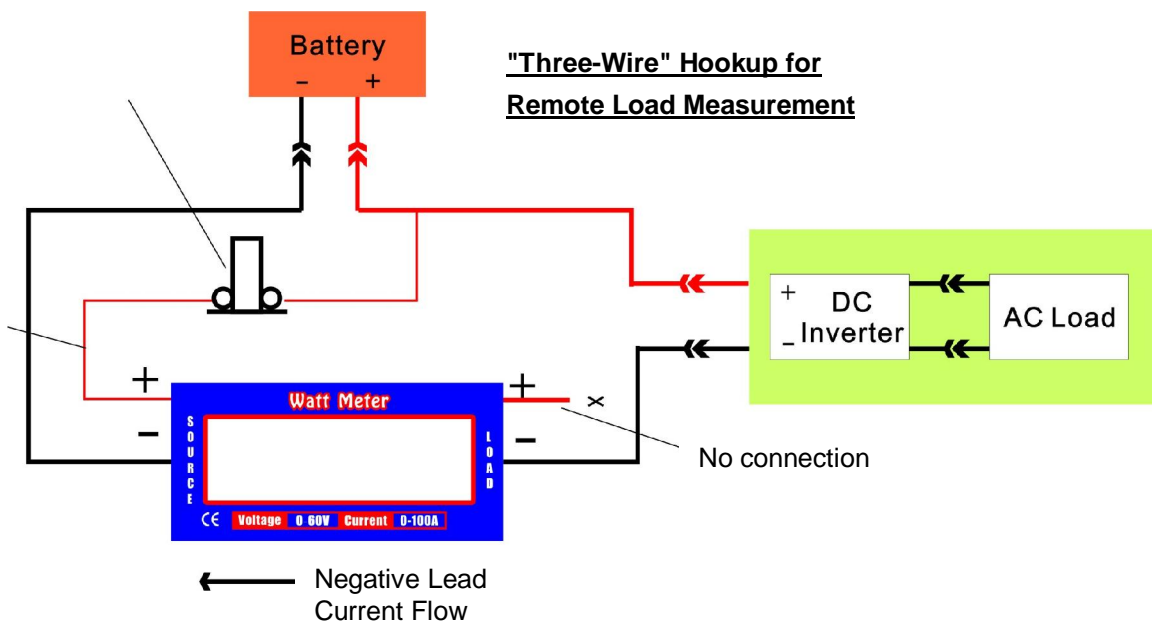 Battery
- +
"Three-Wire" Hookup for
Remote Load Measurement
+
-
DC
Inverter
AC Load
+
-
Watt Meter
SOURCE
LOAD
+
-
×
No connection
CE Voltage 0 60V Current 0-100A
Negative Lead
Current Flow